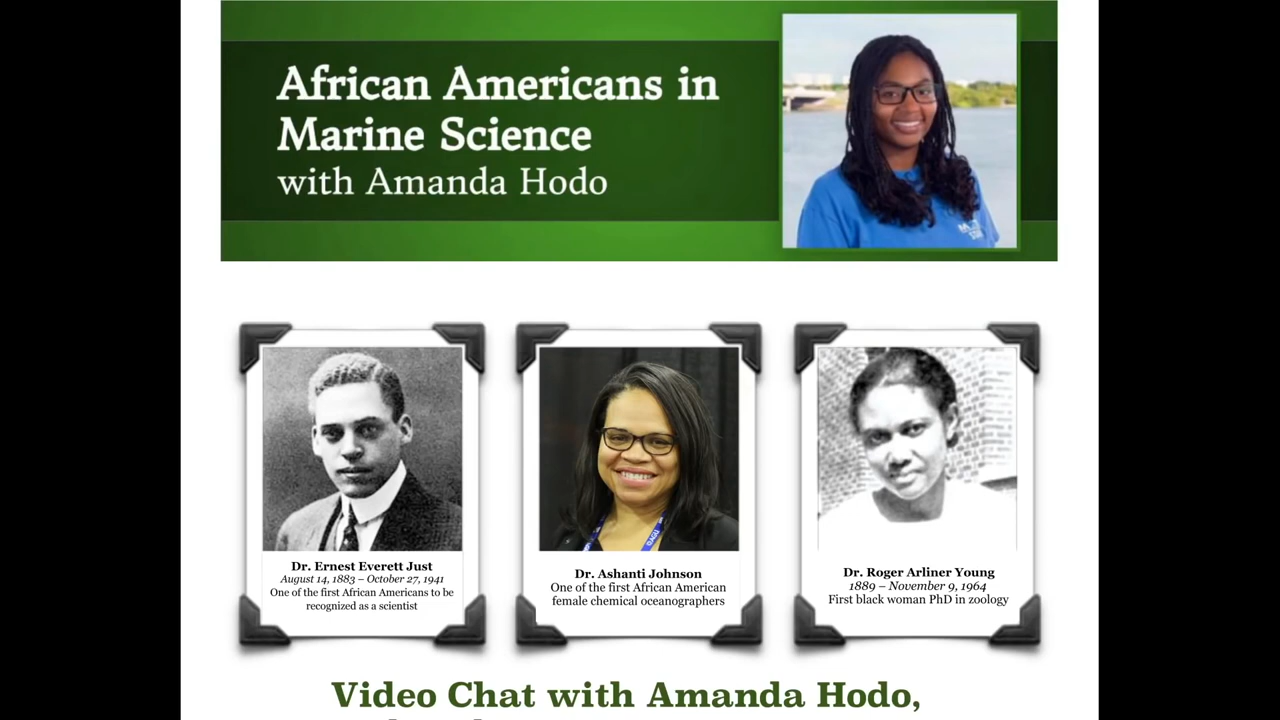 African Americans in
Marine Science
with Amanda Hodo
Dr. Ernest Everett Just
August 14, 1883 – October 27, 1941
One of the first African Americans to be
recognized as a scientist
Dr. Ashanti Johnson
One of the first African American
female chemical oceanographers
Dr. Roger Arliner Young
1889 – November 9, 1964
First black woman PhD in zoology
Video Chat with Amanda Hodo,